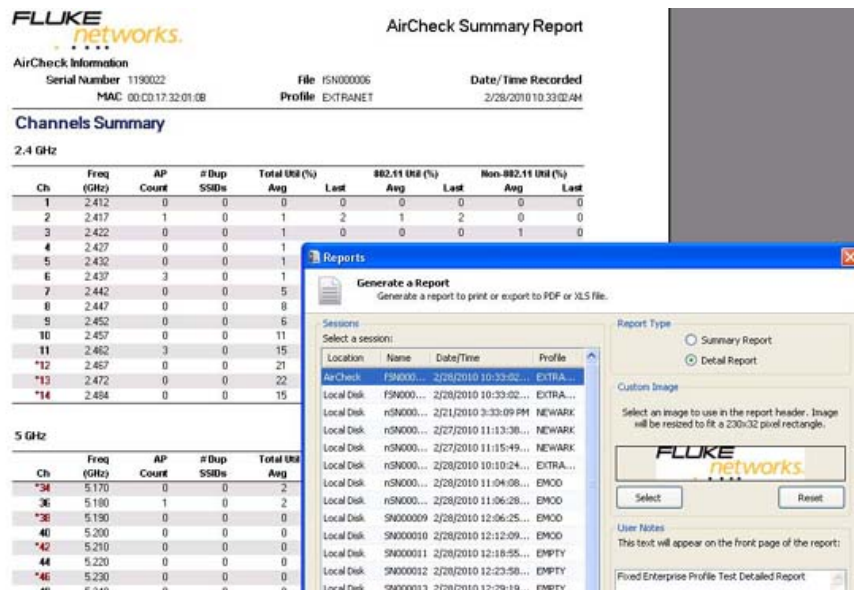 FLUKE networks.
AirCheck Summary Report
AirCheck Information
Serial Number 1190022 File fSN000006 Date/Time Recorded
MAC 00:C0:17:32:01:0B Profile EXTRANET 2/28/2010 10:33:02 AM
Channels Summary
2.4 GHz
Freq AP # Dup Total Util (%) 802.11 Util (%) Non-802.11 Util (%)
Ch (GHz) Count SSIDs Avg Last Avg Last Avg Last
1 2.412 0 0 0 0 0 0 0 0
2 2.417 1 0 1 2 1 2 0 0
3 2.422 0 0 1 0 0 0 1 0
4 2.427 0 0 1
5 2.432 0 0 1
6 2.437 3 0 1
7 2.442 0 0 5
8 2.447 0 0 8
9 2.452 0 0 6
10 2.457 0 0 11
11 2.462 3 0 15
*12 2.467 0 0 21
*13 2.472 0 0 22
*14 2.484 0 0 15
5 GHz
Freq AP # Dup Total Util
Ch (GHz) Count SSIDs Avg
*34 5.170 0 0 2
36 5.180 1 0 2
*38 5.190 0 0 0
40 5.200 0 0 0
*42 5.210 0 0 0
44 5.220 0 0 0
*46 5.230 0 0 0
Reports
Generate a Report
Generate a report to print or export to PDF or XLS file.
Sessions
Select a session:
Location Name Date/Time Profile
AirCheck fSN000... 2/28/2010 10:33:02... EXTRA...
Local Disk fSN000... 2/28/2010 10:33:02... EXTRA...
Local Disk nSN000... 2/21/2010 3:33:09 PM NEWARK
Local Disk nSN000... 2/27/2010 11:13:38... NEWARK
Local Disk nSN000... 2/27/2010 11:15:49... NEWARK
Local Disk nSN000... 2/28/2010 10:10:24... EXTRA...
Local Disk nSN000... 2/28/2010 11:04:08... EMOD
Local Disk nSN000... 2/28/2010 11:06:28... EMOD
Local Disk SN000009 2/28/2010 12:06:25... EMOD
Local Disk SN000010 2/28/2010 12:12:09... EMOD
Local Disk SN000011 2/28/2010 12:18:55... EMPTY
Local Disk SN000012 2/28/2010 12:23:58... EMPTY
Local Disk SN000013 2/28/2010 12:29:19... EMPTY
Report Type
Summary Report
Detail Report
Custom Image
Select an image to use in the report header. Image
will be resized to fit a 230x32 pixel rectangle.
FLUKE networks.
Select Reset
User Notes
This text will appear on the front page of the report:
Fixed Enterprise Profile Test Detailed Report